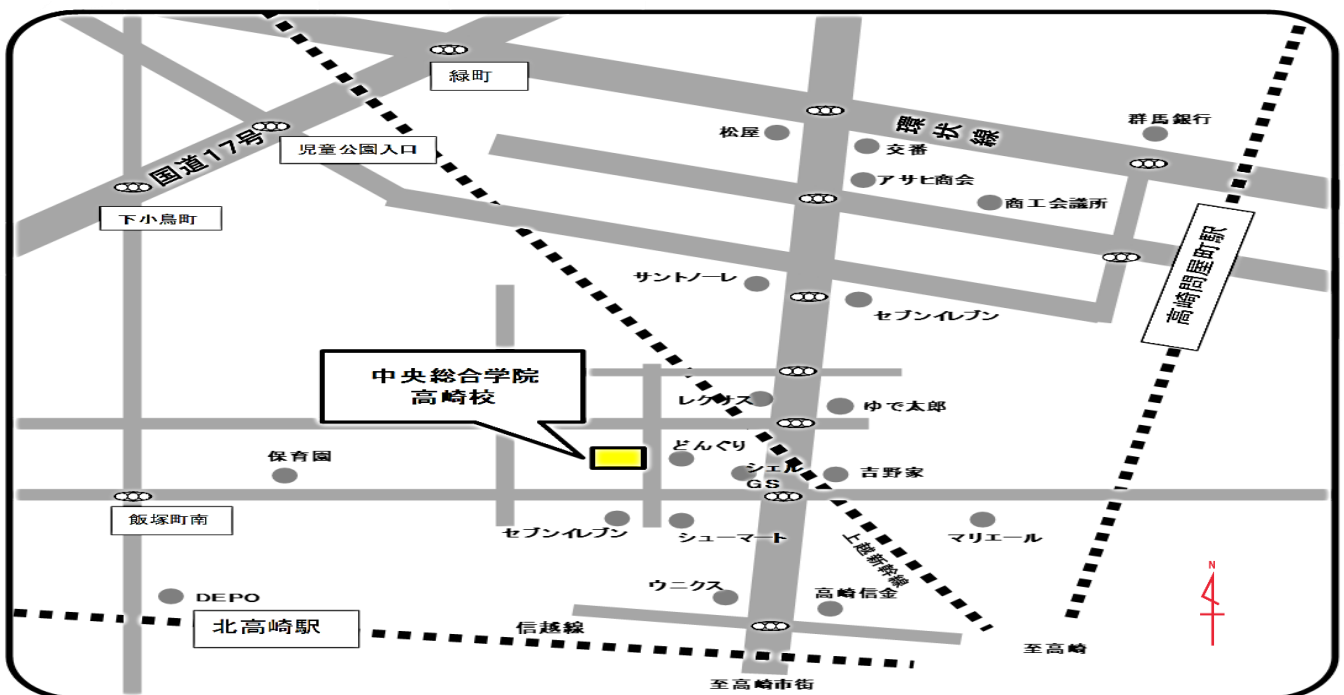 緑町
松屋
環状線
群馬銀行
交番
児童公園入口
国道17号
アサヒ商会
商工会議所
下小鳥町
高崎問屋町駅
サントノーレ
セブンイレブン
中央総合学院
高崎校
レクサス
ゆで太郎
どんぐり
保育園
シェル
GS
吉野家
飯塚町南
セブンイレブン
シューマート
マリエール
上越新幹線
N
ウニクス
高崎信金
DEPO
北高崎駅
信越線
至高崎
至高崎市街